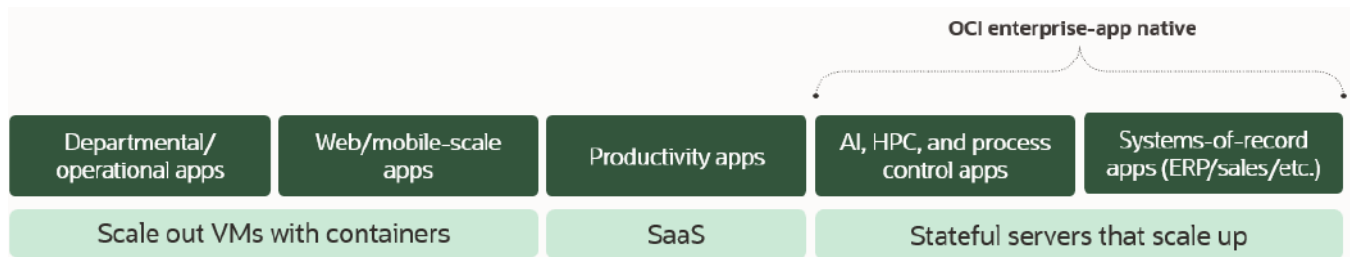 OCI enterprise-app native
Departmental/
operational apps
Web/mobile-scale
apps
Productivity apps
AI, HPC, and process
control apps
Systems-of-record
apps (ERP/sales/etc.)
Scale out VMs with containers
SaaS
Stateful servers that scale up